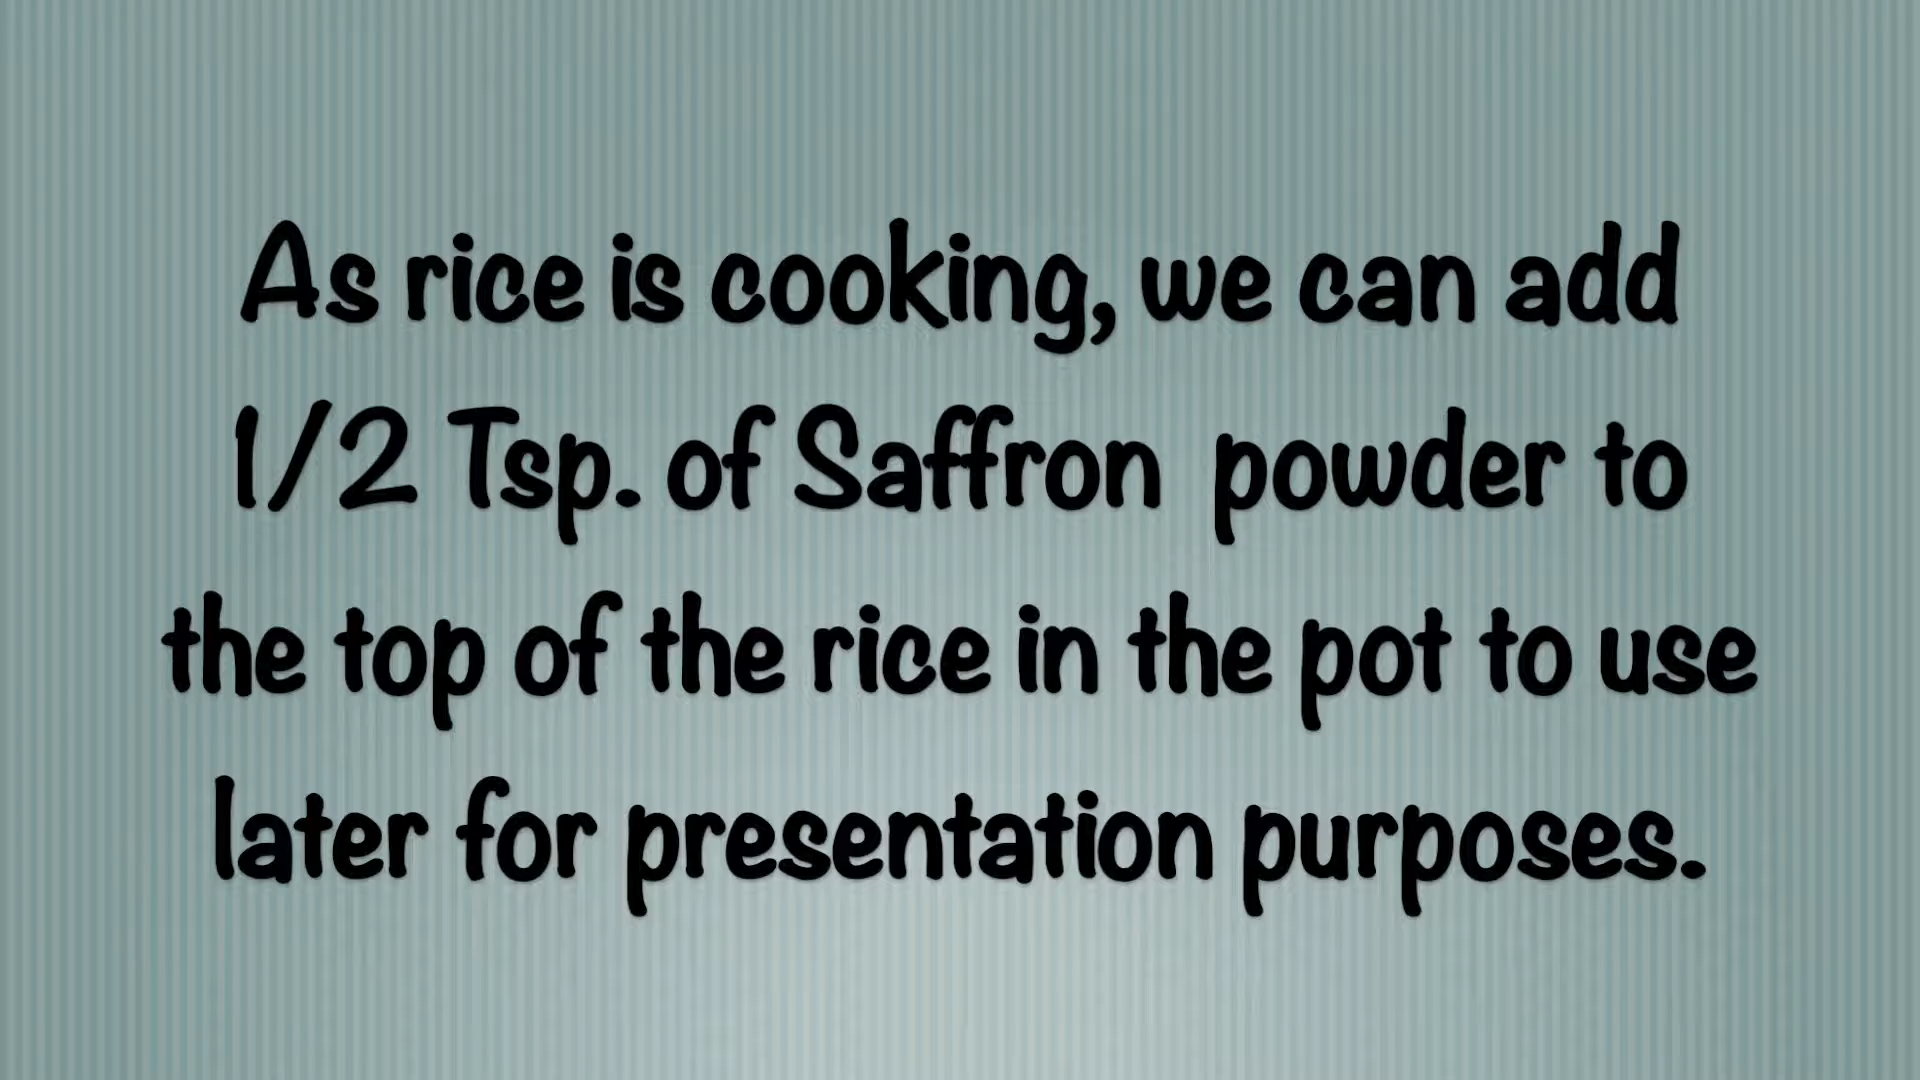 As rice is cooking, we can add
1/2 Tsp. of Saffron powder to
the top of the rice in the pot to use
later for presentation purposes.